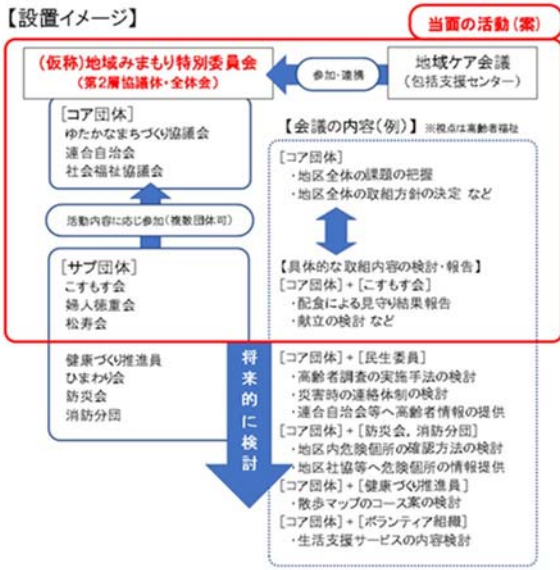 【設置イメージ】
当面の活動(案)
(仮称)地域みまもり特別委員会
(第2層協議体・全体会)
参加・連携
地域ケア会議
(包括支援センター)
[コア団体]
ゆたかなまちづくり協議会
連合自治会
社会福祉協議会
活動内容に応じ参加(複数団体可)
[サブ団体]
こすもす会
婦人徳重会
松寿会
健康づくり推進員
ひまわり会
防災会
消防分団
将来的に検討
【会議の内容(例)】 ※視点は高齢者福祉
[コア団体]
・地区全体の課題の把握
・地区全体の取組方針の決定 など
【具体的な取組内容の検討・報告】
[コア団体]+[こすもす会]
・配食による見守り結果報告
・献立の検討 など
[コア団体]+[民生委員]
・高齢者調査の実施手法の検討
・災害時の連絡体制の検討
・連合自治会等へ高齢者情報の提供
[コア団体]+[防災会, 消防分団]
・地区内危険個所の確認方法の検討
・地区社協等へ危険個所の情報提供
[コア団体]+[健康づくり推進員]
・散歩マップのコース案の検討
[コア団体]+[ボランティア組織]
・生活支援サービスの内容検討